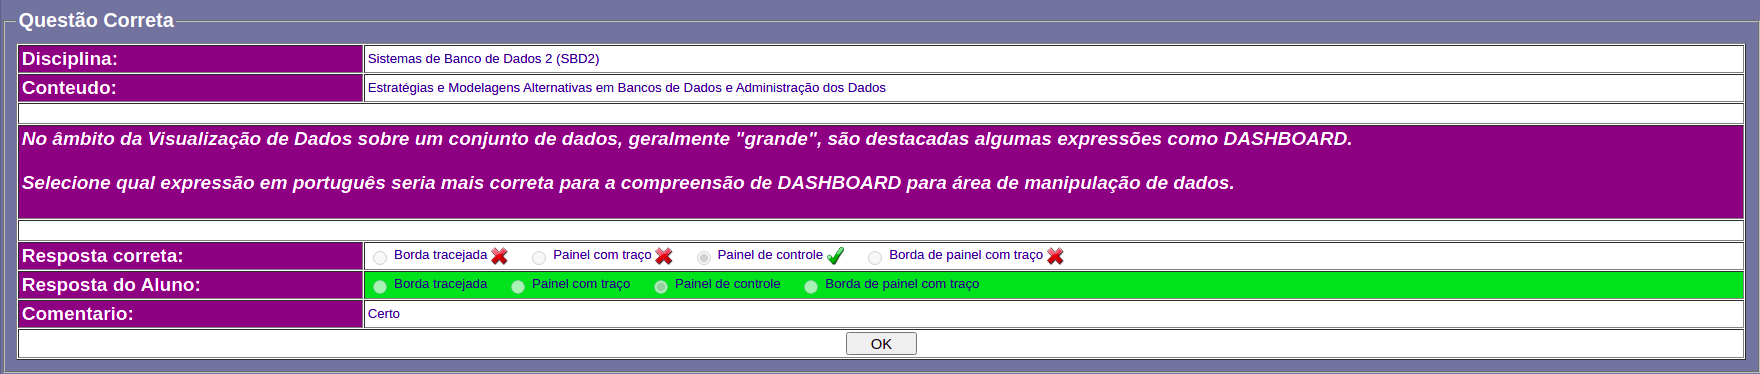 Questão Correta
Disciplina: Sistemas de Banco de Dados 2 (SBD2)
Conteudo: Estratégias e Modelagens Alternativas em Bancos de Dados e Administração dos Dados
No âmbito da Visualização de Dados sobre um conjunto de dados, geralmente "grande", são destacadas algumas expressões como DASHBOARD.
Selecione qual expressão em português seria mais correta para a compreensão de DASHBOARD para área de manipulação de dados.
Resposta correta: Borda tracejada Painel com traço Painel de controle Borda de painel com traço
Resposta do Aluno: Borda tracejada Painel com traço Painel de controle Borda de painel com traço
Comentario: Certo
OK